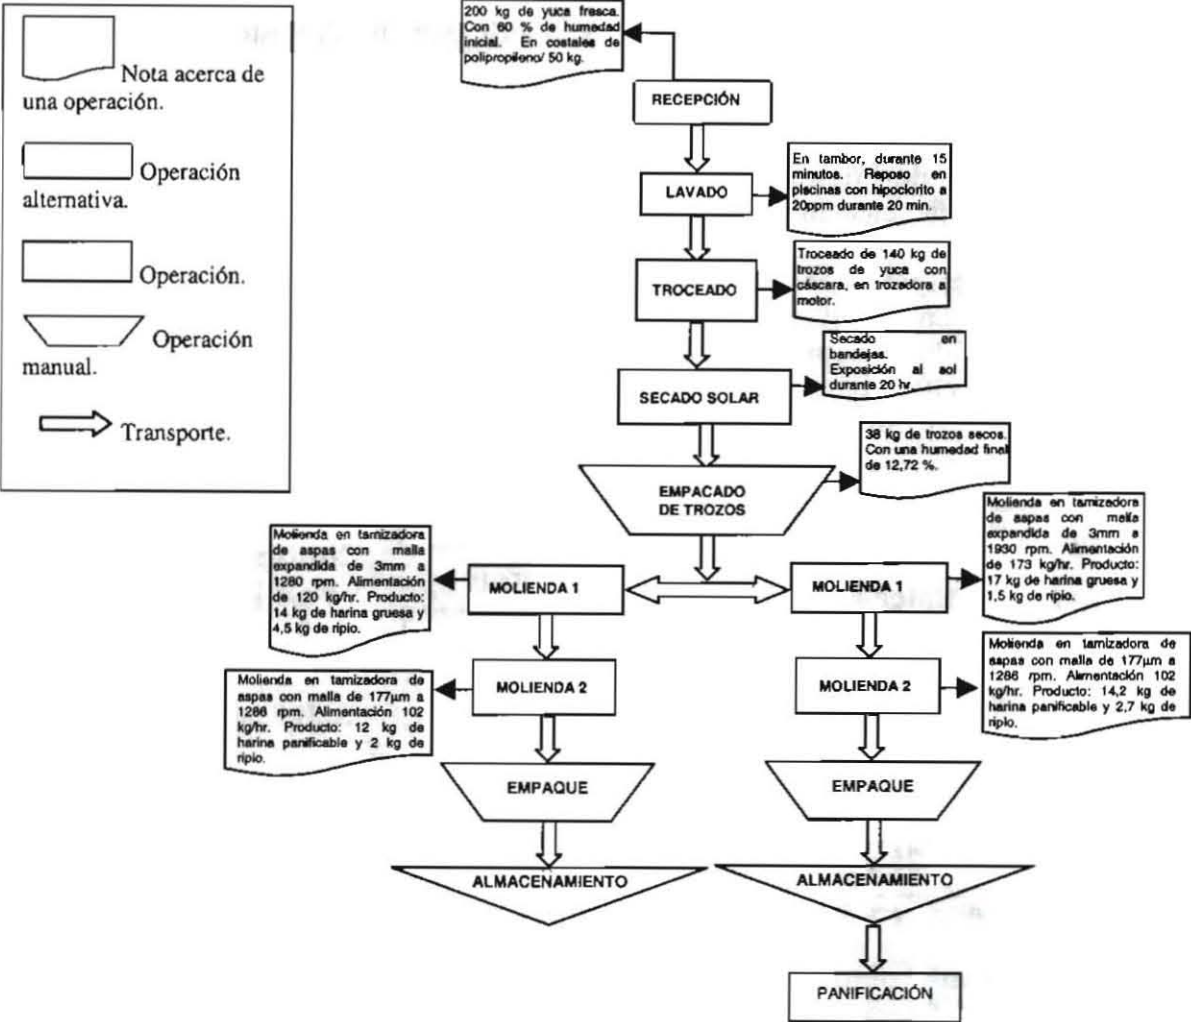 Nota acerca de
una operación.
Operación
alternativa.
Operación.
Operación
manual.
Transporte.
200 kg de yuca fresca.
Con 60 % de humedad
inicial. En costales de
polipropileno/ 50 kg.
RECEPCIÓN
LAVADO
En tambor, durante 15
minutos. Reposo en
piscinas con hipoclorito a
20ppm durante 20 min.
TROCEADO
Troceado de 140 kg de
trozos de yuca con
cáscara, en trozadora a
motor.
SECADO SOLAR
Secado en
bandejas.
Exposición al sol
durante 20 hr.
EMPACADO
DE TROZOS
38 kg de trozos secos.
Con una humedad final
de 12,72 %.
Molienda en tamizadora
de aspas con malla
expandida de 3mm a
1280 rpm. Alimentación
de 120 kg/hr. Producto:
14 kg de harina gruesa y
4,5 kg de ripio.
MOLIENDA 1
MOLIENDA 1
Molienda en tamizadora
de aspas con malla
expandida de 3mm a
1930 rpm. Alimentación
de 173 kg/hr. Producto:
17 kg de harina gruesa y
1,5 kg de ripio.
Molienda en tamizadora de
aspas con malla de 177µm a
1286 rpm. Alimentación 102
kg/hr. Producto: 12 kg de
harina panificable y 2 kg de
ripio.
MOLIENDA 2
MOLIENDA 2
Molienda en tamizadora de
aspas con malla de 177µm a
1286 rpm. Alimentación 102
kg/hr. Producto: 14,2 kg de
harina panificable y 2,7 kg de
ripio.
EMPAQUE
EMPAQUE
ALMACENAMIENTO
ALMACENAMIENTO
PANIFICACIÓN